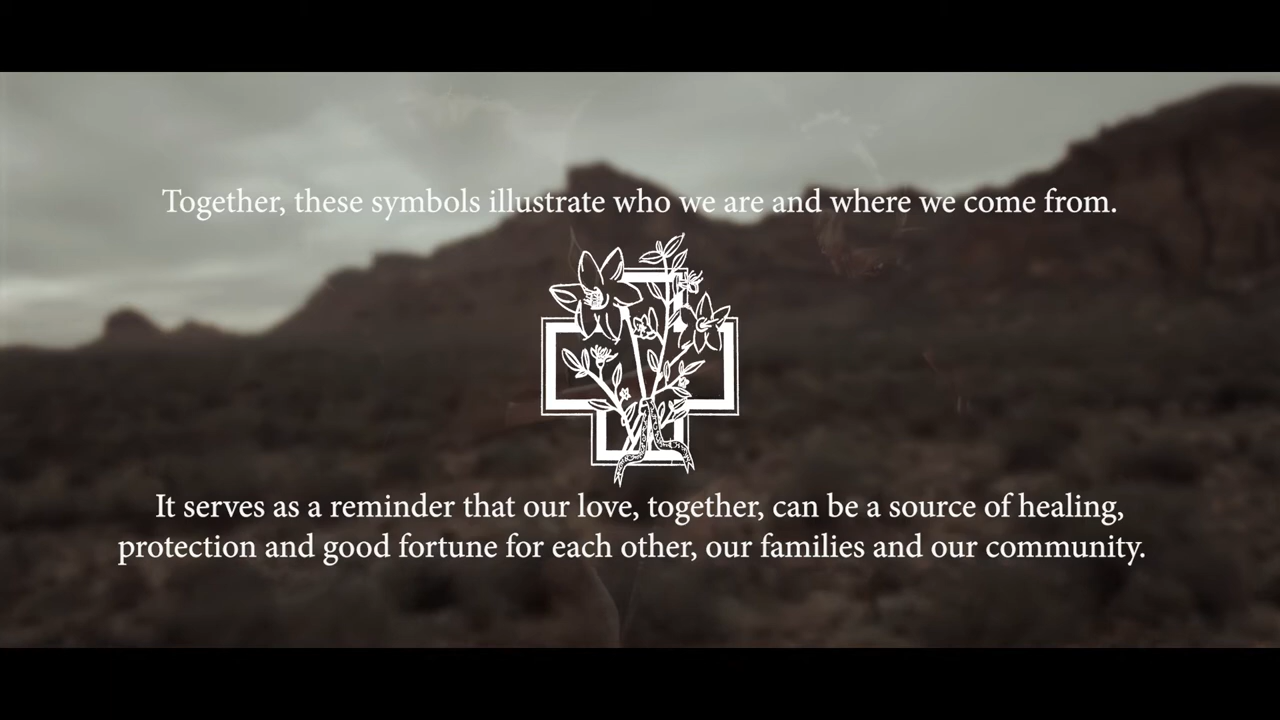 Together, these symbols illustrate who we are and where we come from.
It serves as a reminder that our love, together, can be a source of healing,
protection and good fortune for each other, our families and our community.